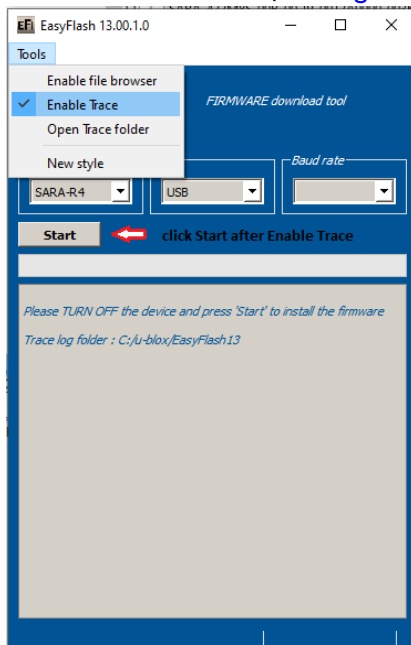 EasyFlash 13.00.1.0
Tools
Enable file browser
Enable Trace
Open Trace folder
New style
FIRMWARE download tool
Baud rate
SARA-R4
USB
Start
click Start after Enable Trace
Please TURN OFF the device and press 'Start' to install the firmware
Trace log folder : C:/u-blox/EasyFlash13